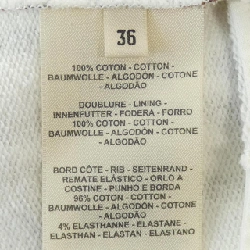 36
100% COTON - COTTON -
BAUMWOLLE - ALGODÓN - COTONE
- ALGODÃO
DOUBLURE - LINING -
INNENFUTTER - FODERA - FORRO
100% COTON - COTTON -
BAUMWOLLE - ALGODÓN - COTONE
- ALGODÃO
BORD CÔTE - RIB - SEITENRAND -
REMATE ELÁSTICO - ORLO A
COSTINE - PUNHO E BORDA
96% COTON - COTTON -
BAUMWOLLE - ALGODÓN - COTONE
- ALGODÃO
4% ELASTHANNE - ELASTANE -
ELASTHAN - ELASTAN - ELASTANO